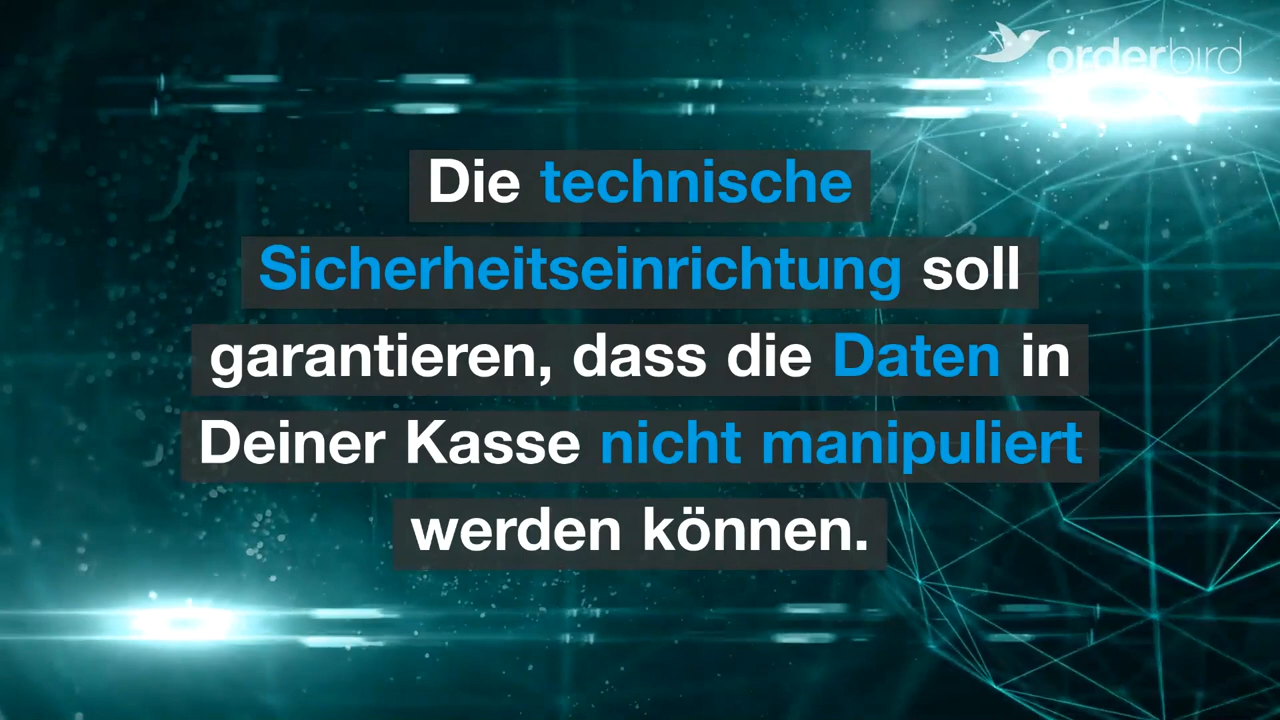 orderbird
Die technische
Sicherheitseinrichtung soll
garantieren, dass die Daten in
Deiner Kasse nicht manipuliert
werden können.